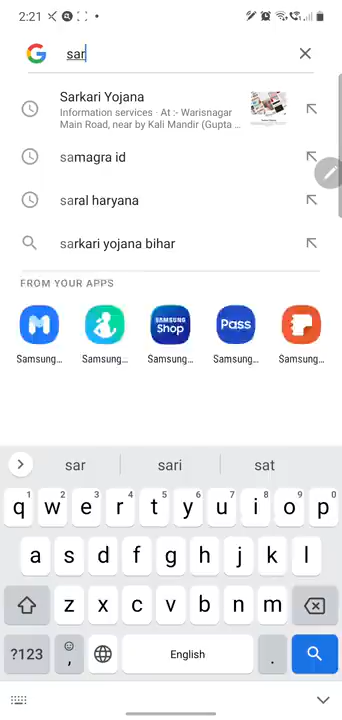 2:21
sar
Sarkari Yojana
Information services · At :- Warisnagar
Main Road, near by Kali Mandir (Gupta ...
samagra id
saral haryana
sarkari yojana bihar
FROM YOUR APPS
SAMSUNG
Shop
Pass
Samsung... Samsung... Samsung... Samsung... Samsung...
sar sari sat
1 2 3 4 5 6 7 8 9 0
q w e r t y u i o p
a s d f g h j k l
z x c v b n m
?123 , English .